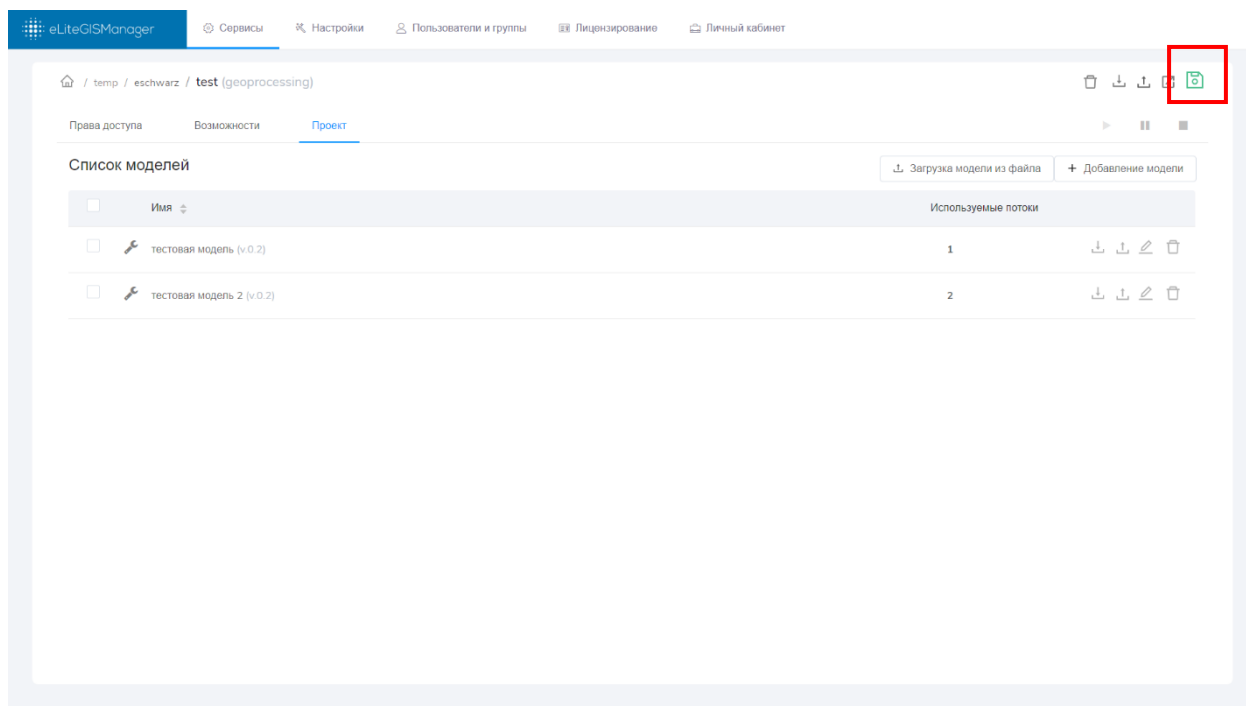 eLiteGISManager Сервисы Настройки Пользователи и группы Лицензирование Личный кабинет
/ temp / eschwarz / test (geoprocessing)
Права доступа Возможности Проект
Список моделей Загрузка модели из файла + Добавление модели
Имя Используемые потоки
тестовая модель (v.0.2) 1
тестовая модель 2 (v.0.2) 2